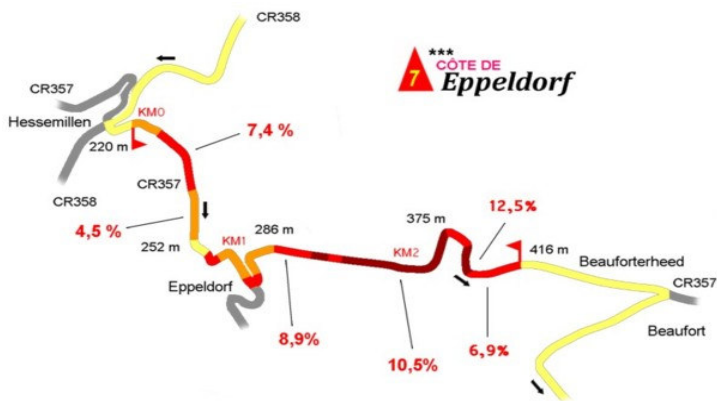 CR358
***
CÔTE DE
7
Eppeldorf
CR357
Hessemillen
KM0
7,4 %
220 m
CR357
CR358
4,5 %
252 m
KM1
286 m
Eppeldorf
8,9%
375 m
KM2
10,5%
12,5%
416 m
6,9%
Beauforterheed
CR357
Beaufort